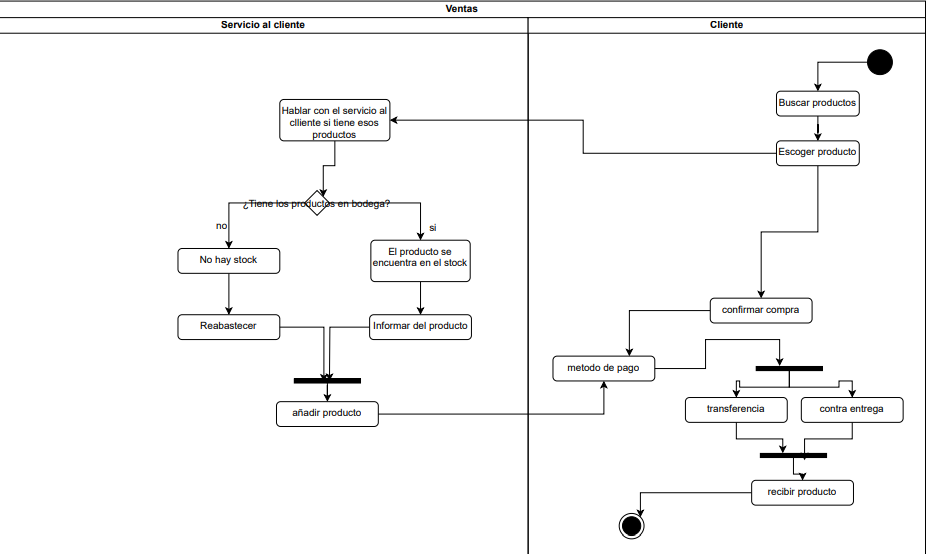 Ventas
Servicio al cliente
Cliente
Buscar productos
Hablar con el servicio al
clliente si tiene esos
productos
Escoger producto
¿Tiene los productos en bodega?
no
si
No hay stock
El producto se
encuentra en el stock
confirmar compra
Reabastecer
Informar del producto
metodo de pago
añadir producto
transferencia
contra entrega
recibir producto